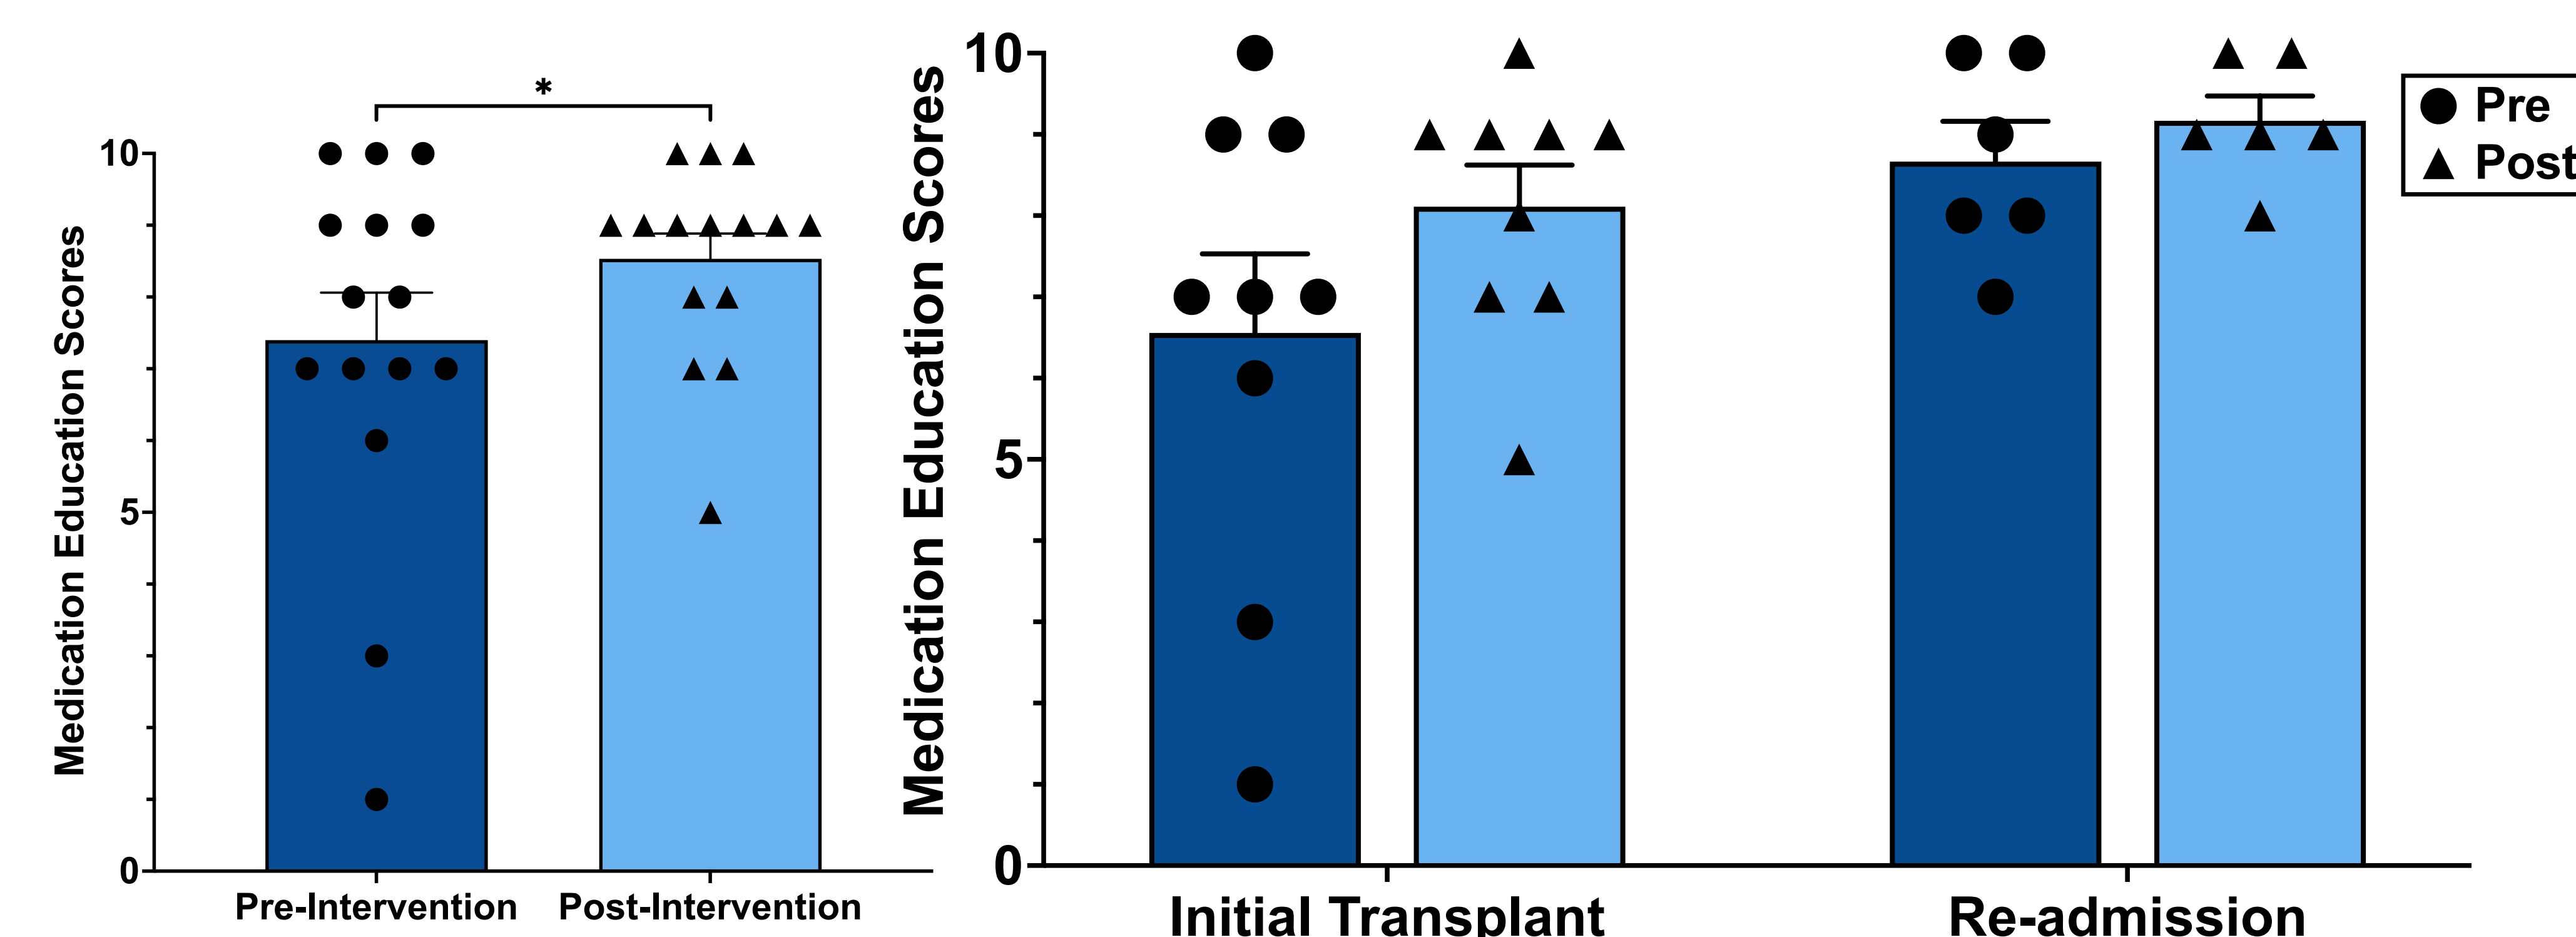 Medication Education Scores
10
5
0
*
Pre-Intervention
Post-Intervention
Medication Education Scores
10
5
0
Initial Transplant
Re-admission
Pre
Post